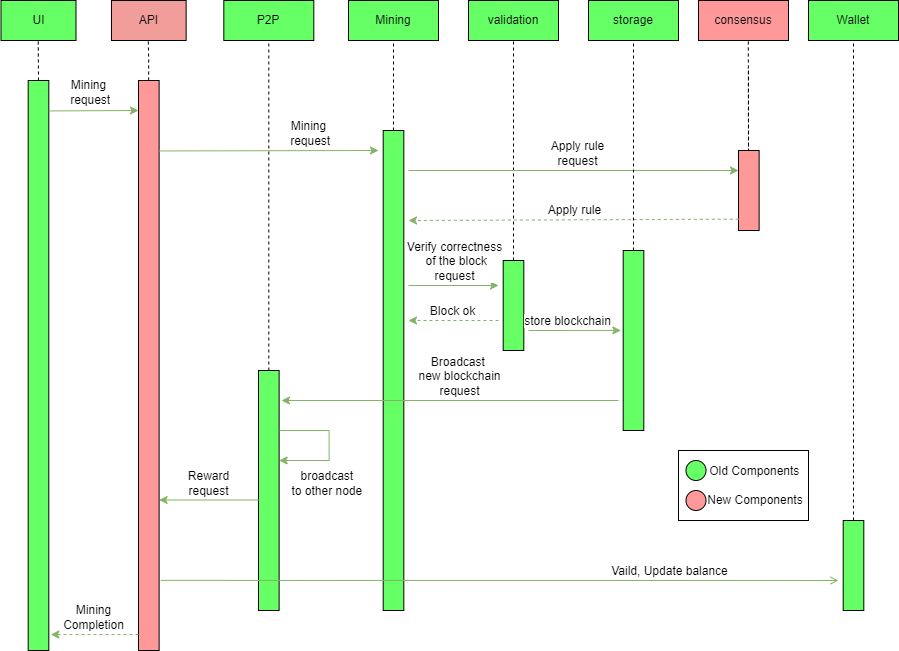 UI
API
P2P
Mining
validation
storage
consensus
Wallet
Mining
request
Mining
request
Apply rule
request
Apply rule
Verify correctness
of the block
request
Block ok
store blockchain
Broadcast
new blockchain
request
broadcast
to other node
Reward
request
Old Components
New Components
Vaild, Update balance
Mining
Completion